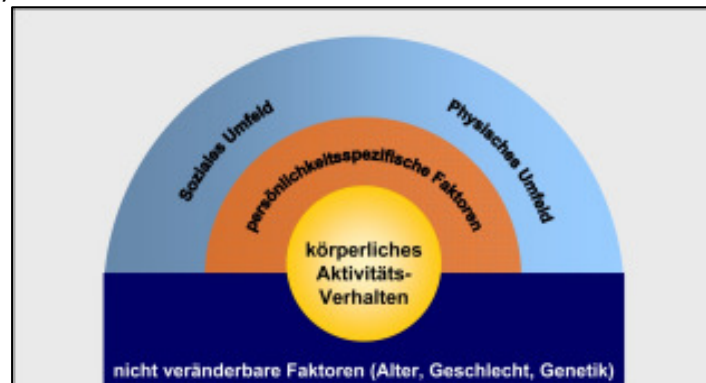 Soziales Umfeld
Physisches Umfeld
persönlichkeitsspezifische Faktoren
körperliches
Aktivitäts-
Verhalten
nicht veränderbare Faktoren (Alter, Geschlecht, Genetik)